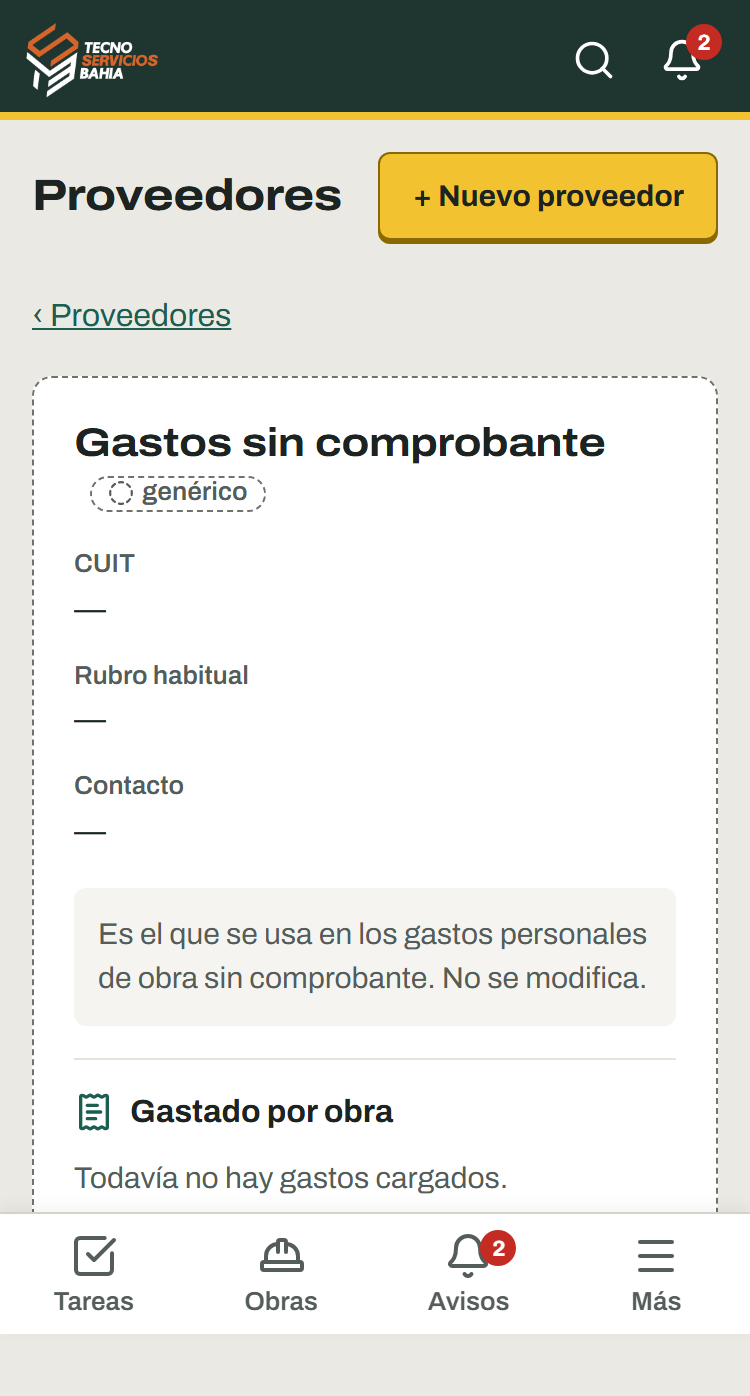 TECNO
SERVICIOS
BAHIA
2
Proveedores
+ Nuevo proveedor
‹ Proveedores
Gastos sin comprobante
genérico
CUIT
—
Rubro habitual
—
Contacto
—
Es el que se usa en los gastos personales
de obra sin comprobante. No se modifica.
Gastado por obra
Todavía no hay gastos cargados.
2
Tareas
Obras
Avisos
Más